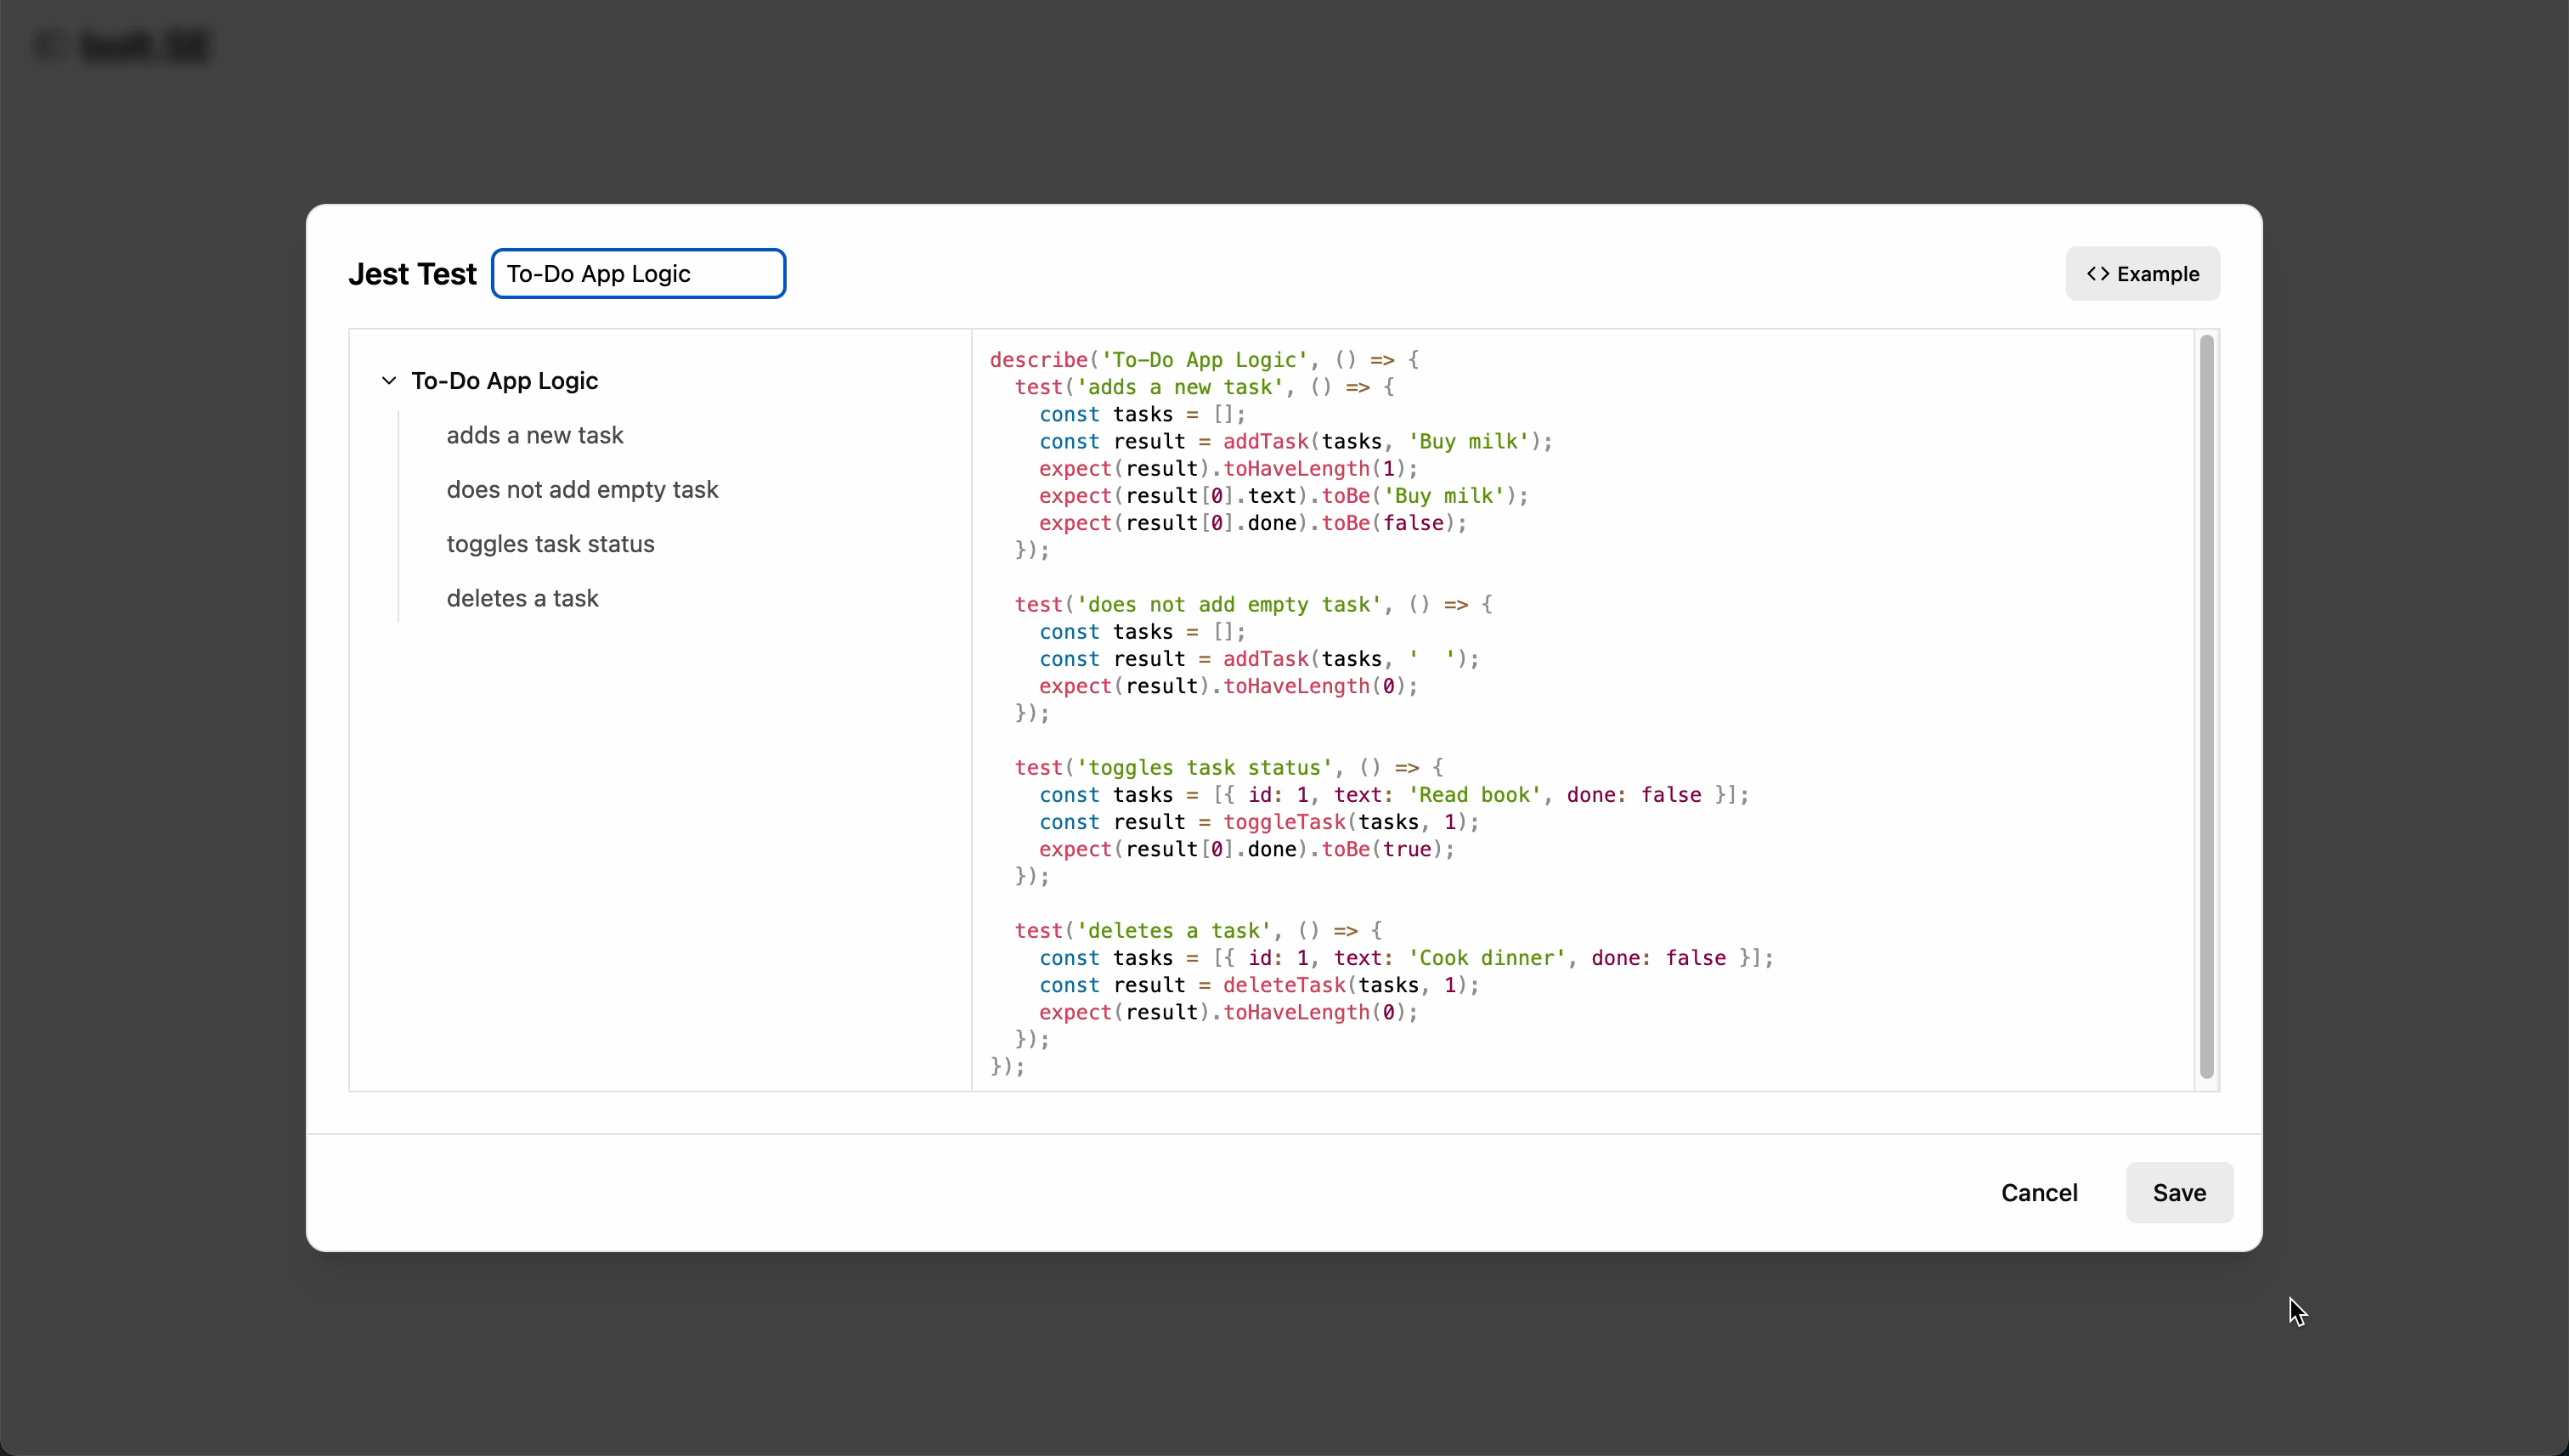 bolt.SE
Jest Test
To-Do App Logic
<> Example
To-Do App Logic
adds a new task
does not add empty task
toggles task status
deletes a task
describe('To-Do App Logic', () => {
  test('adds a new task', () => {
    const tasks = [];
    const result = addTask(tasks, 'Buy milk');
    expect(result).toHaveLength(1);
    expect(result[0].text).toBe('Buy milk');
    expect(result[0].done).toBe(false);
  });
  test('does not add empty task', () => {
    const tasks = [];
    const result = addTask(tasks, '  ');
    expect(result).toHaveLength(0);
  });
  test('toggles task status', () => {
    const tasks = [{ id: 1, text: 'Read book', done: false }];
    const result = toggleTask(tasks, 1);
    expect(result[0].done).toBe(true);
  });
  test('deletes a task', () => {
    const tasks = [{ id: 1, text: 'Cook dinner', done: false }];
    const result = deleteTask(tasks, 1);
    expect(result).toHaveLength(0);
  });
});
Cancel
Save